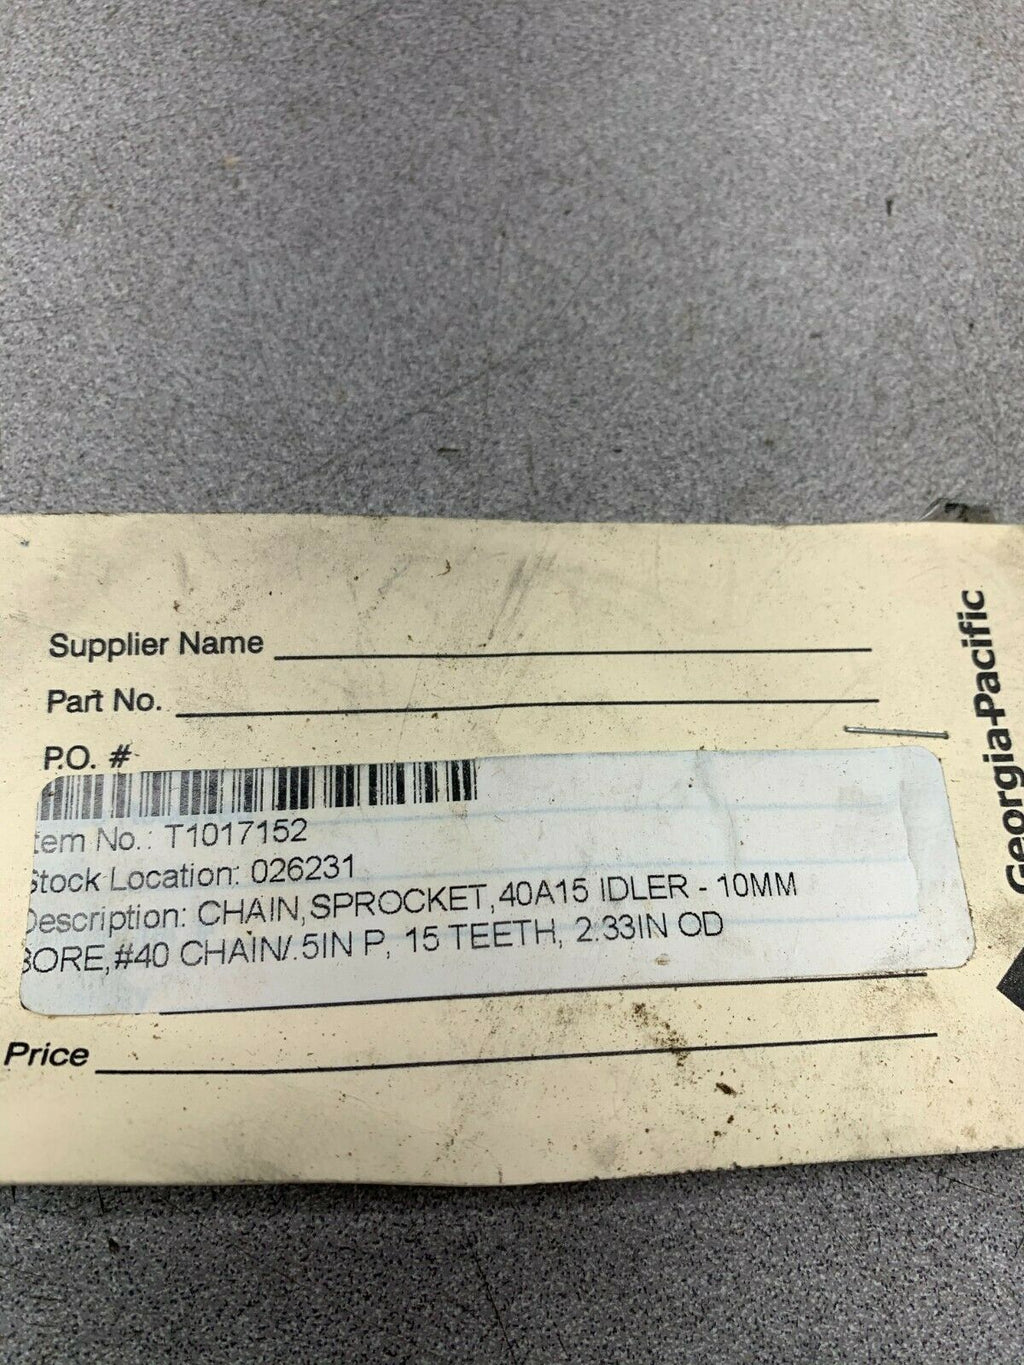 Supplier Name
Part No.
P.O. #
tem No.: T1017152
Stock Location: 026231
Description: CHAIN,SPROCKET,40A15 IDLER - 10MM
BORE,#40 CHAIN/.5IN P, 15 TEETH, 2.33IN OD
Price
Georgia-Pacific